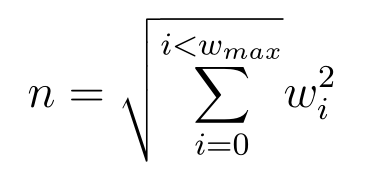 $n = \sqrt{\sum_{i=0}^{i<w_{max}}} w_i^2$